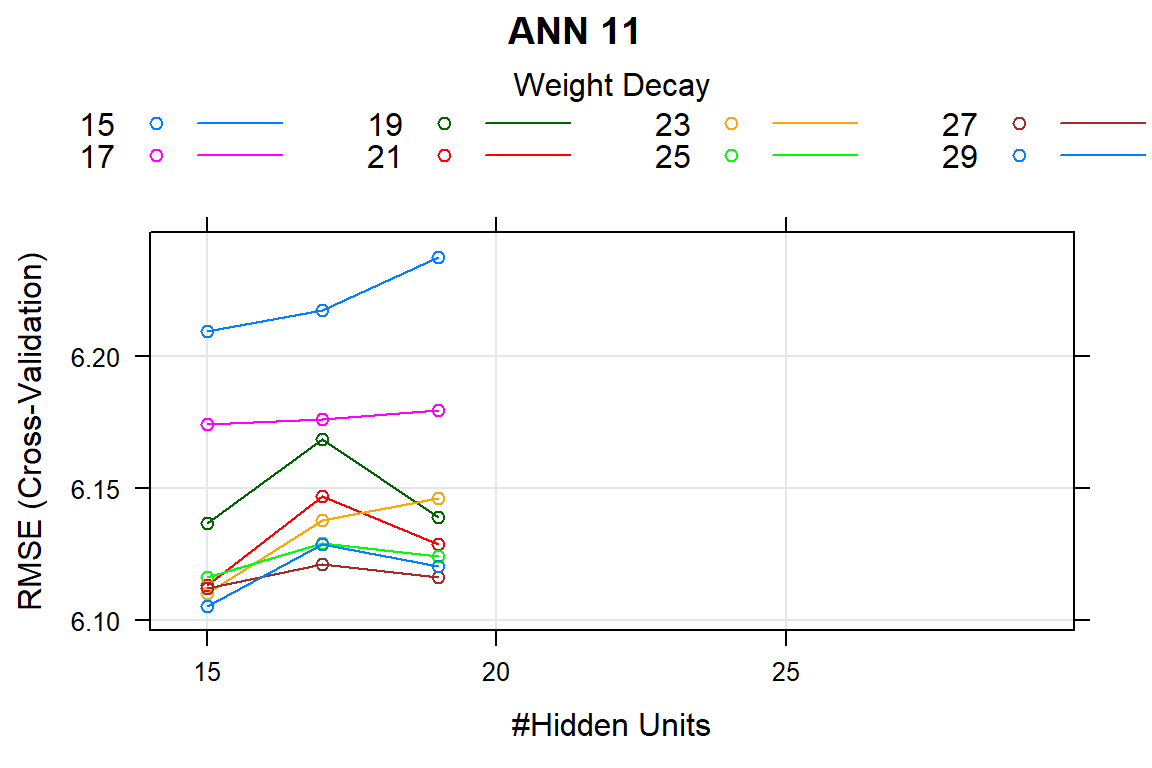 ANN 11
Weight Decay
15 19 23 27
17 21 25 29
RMSE (Cross-Validation)
6.20
6.15
6.10
15 20 25
#Hidden Units